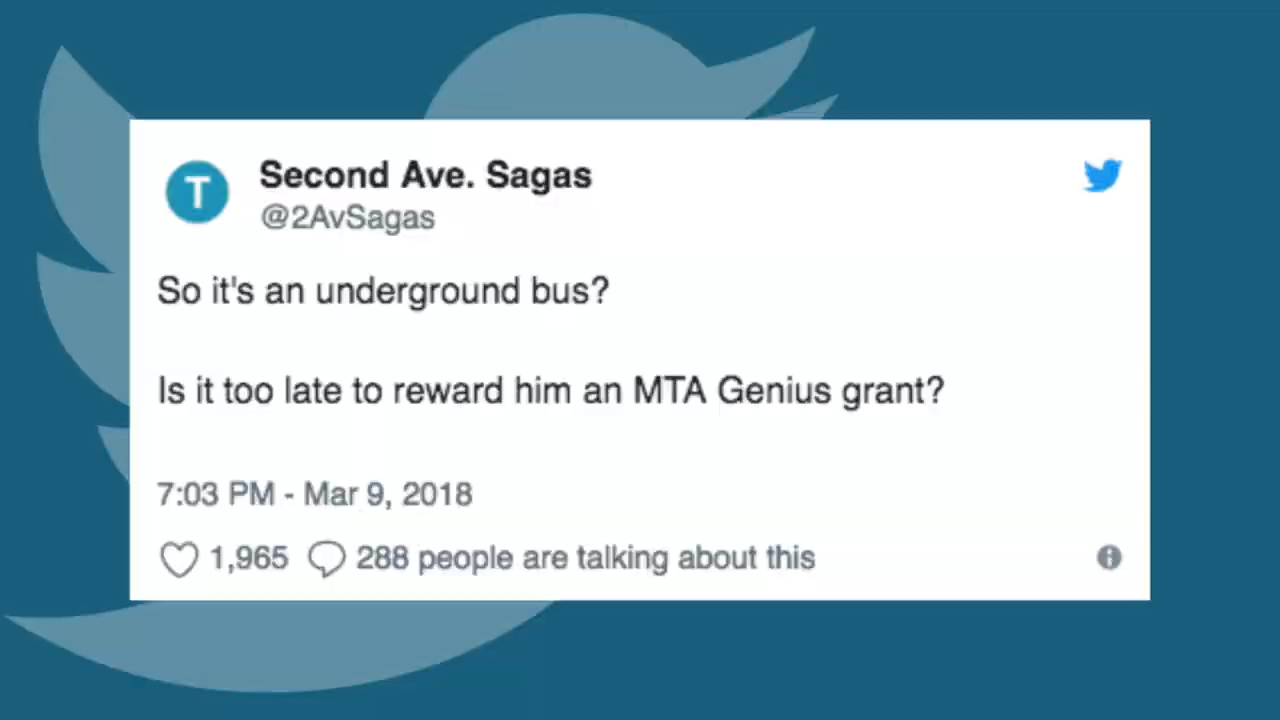 T
Second Ave. Sagas
@2AvSagas
So it's an underground bus?
Is it too late to reward him an MTA Genius grant?
7:03 PM - Mar 9, 2018
1,965 288 people are talking about this